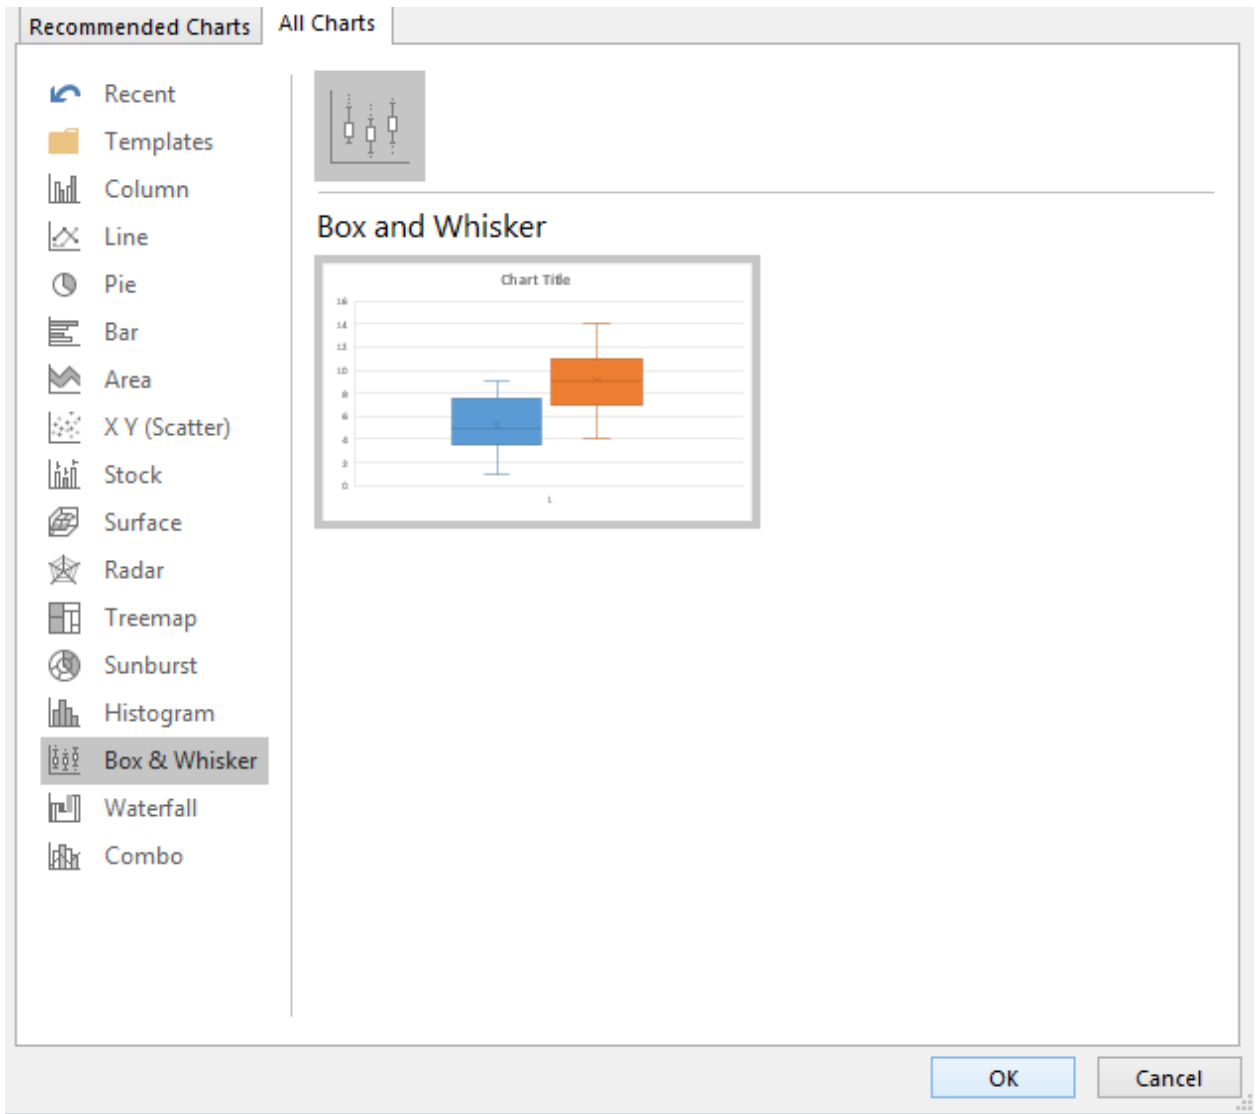 Recommended Charts
All Charts
Recent
Templates
Column
Line
Pie
Bar
Area
X Y (Scatter)
Stock
Surface
Radar
Treemap
Sunburst
Histogram
Box & Whisker
Waterfall
Combo
Box and Whisker
Chart Title
16
14
12
10
8
6
4
2
0
1
OK
Cancel